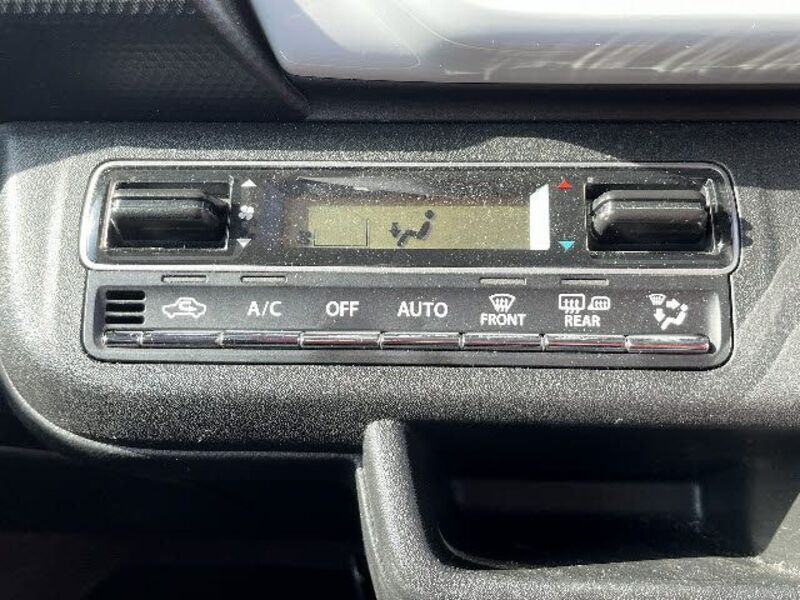 A/C OFF AUTO FRONT REAR